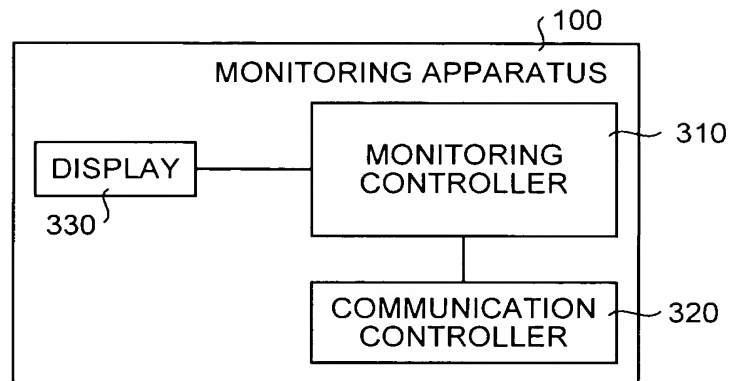 100
MONITORING APPARATUS
MONITORING
CONTROLLER
310
DISPLAY
330
COMMUNICATION
CONTROLLER
320